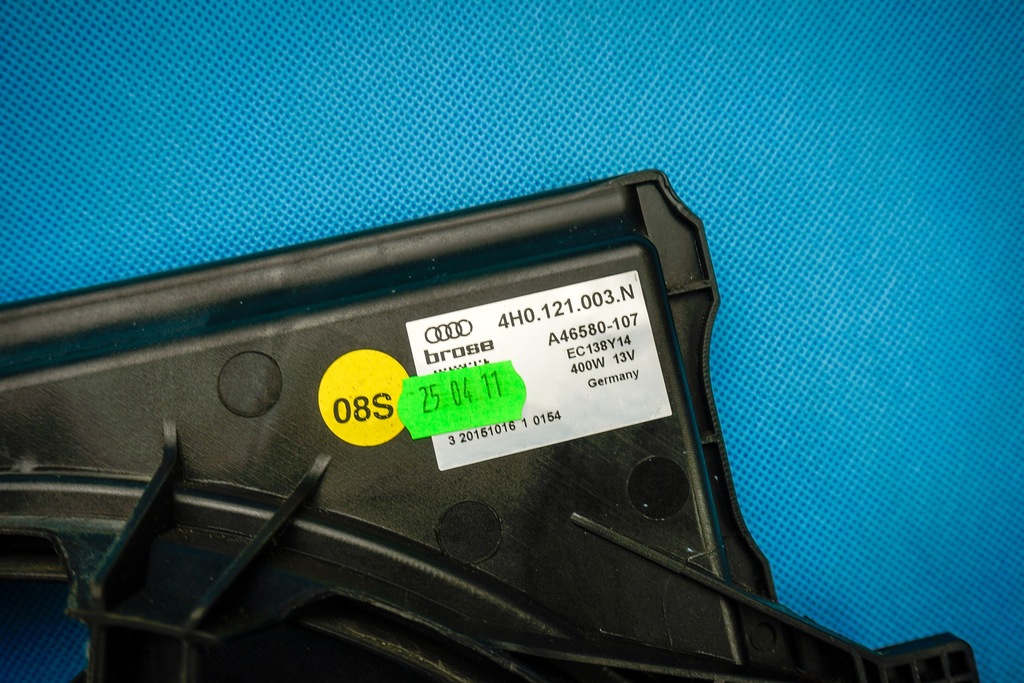 4H0.121.003.N
brose
A46580-107
EC138Y14
400W 13V
Germany
08S
25 04 11
3 20151016 1 0154